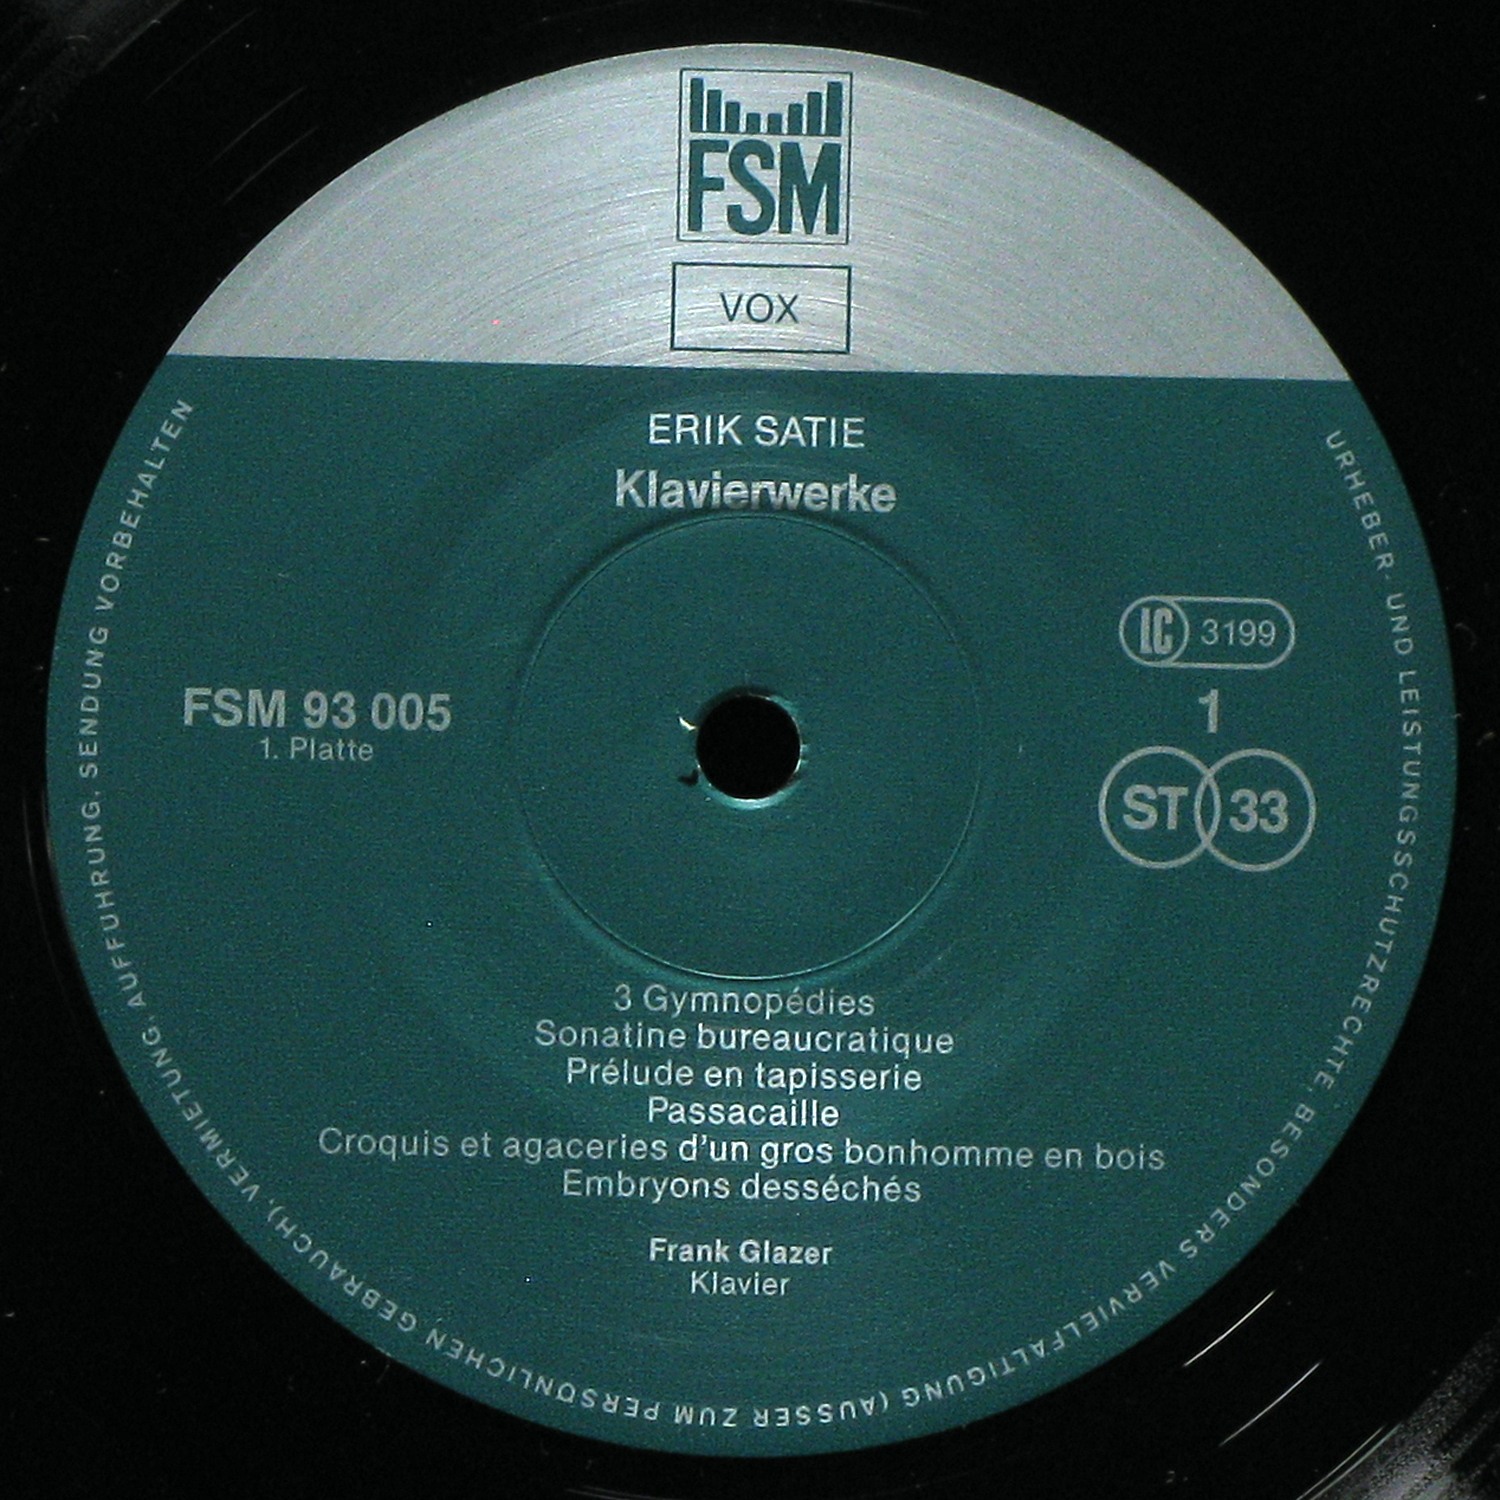 FSM
VOX
ERIK SATIE
Klavierwerke
LC 3199
FSM 93 005
1. Platte
1
ST 33
3 Gymnopédies
Sonatine bureaucratique
Prélude en tapisserie
Passacaille
Croquis et agaceries d'un gros bonhomme en bois
Embryons desséchés
Frank Glazer
Klavier
URHEBER- UND LEISTUNGSSCHUTZRECHTE, BESONDERS VERVIELFÄLTIGUNG (AUSSER ZUM PERSÖNLICHEN GEBRAUCH), VERMIETUNG, AUFFÜHRUNG, SENDUNG VORBEHALTEN